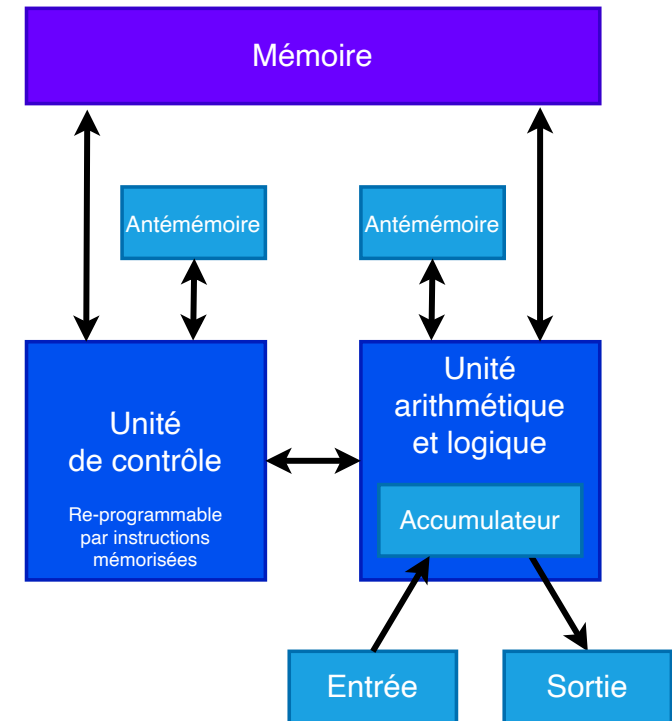 Mémoire
Antémémoire
Antémémoire
Unité
de contrôle
Re-programmable
par instructions
mémorisées
Unité
arithmétique
et logique
Accumulateur
Entrée
Sortie